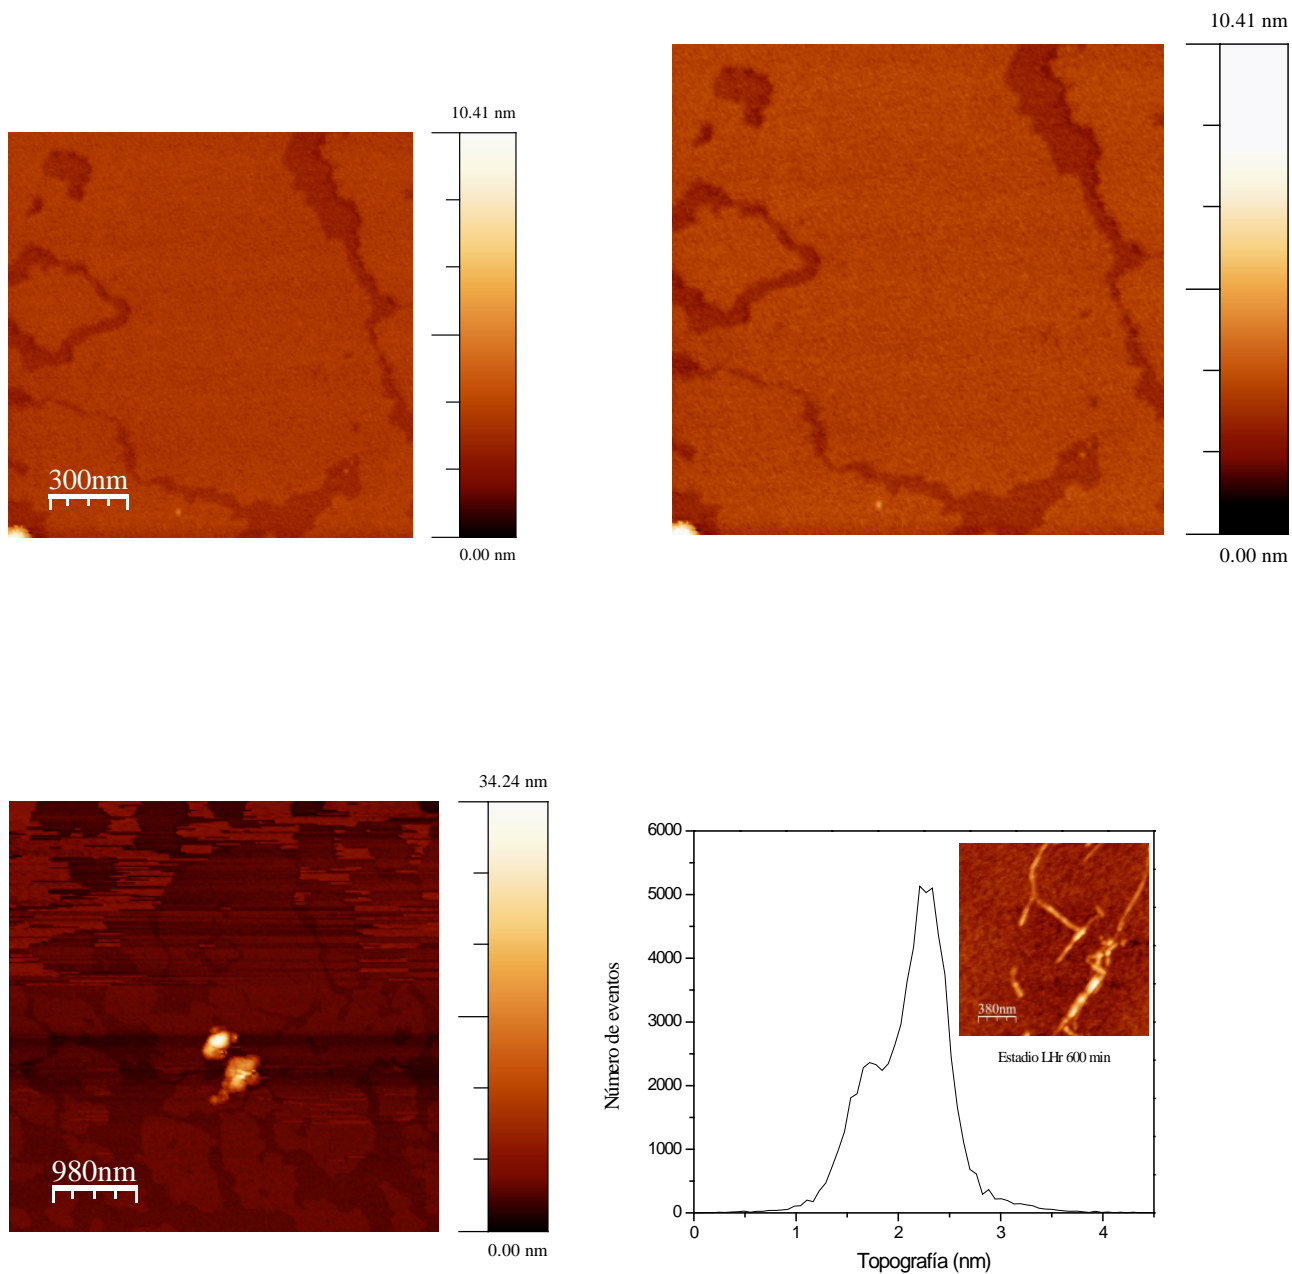 10.41 nm
10.41 nm
300nm
0.00 nm
0.00 nm
34.24 nm
980nm
0.00 nm
6000
5000
4000
3000
2000
1000
0
Número de eventos
380nm
Estadio LHr 600 min
0 1 2 3 4
Topografía (nm)